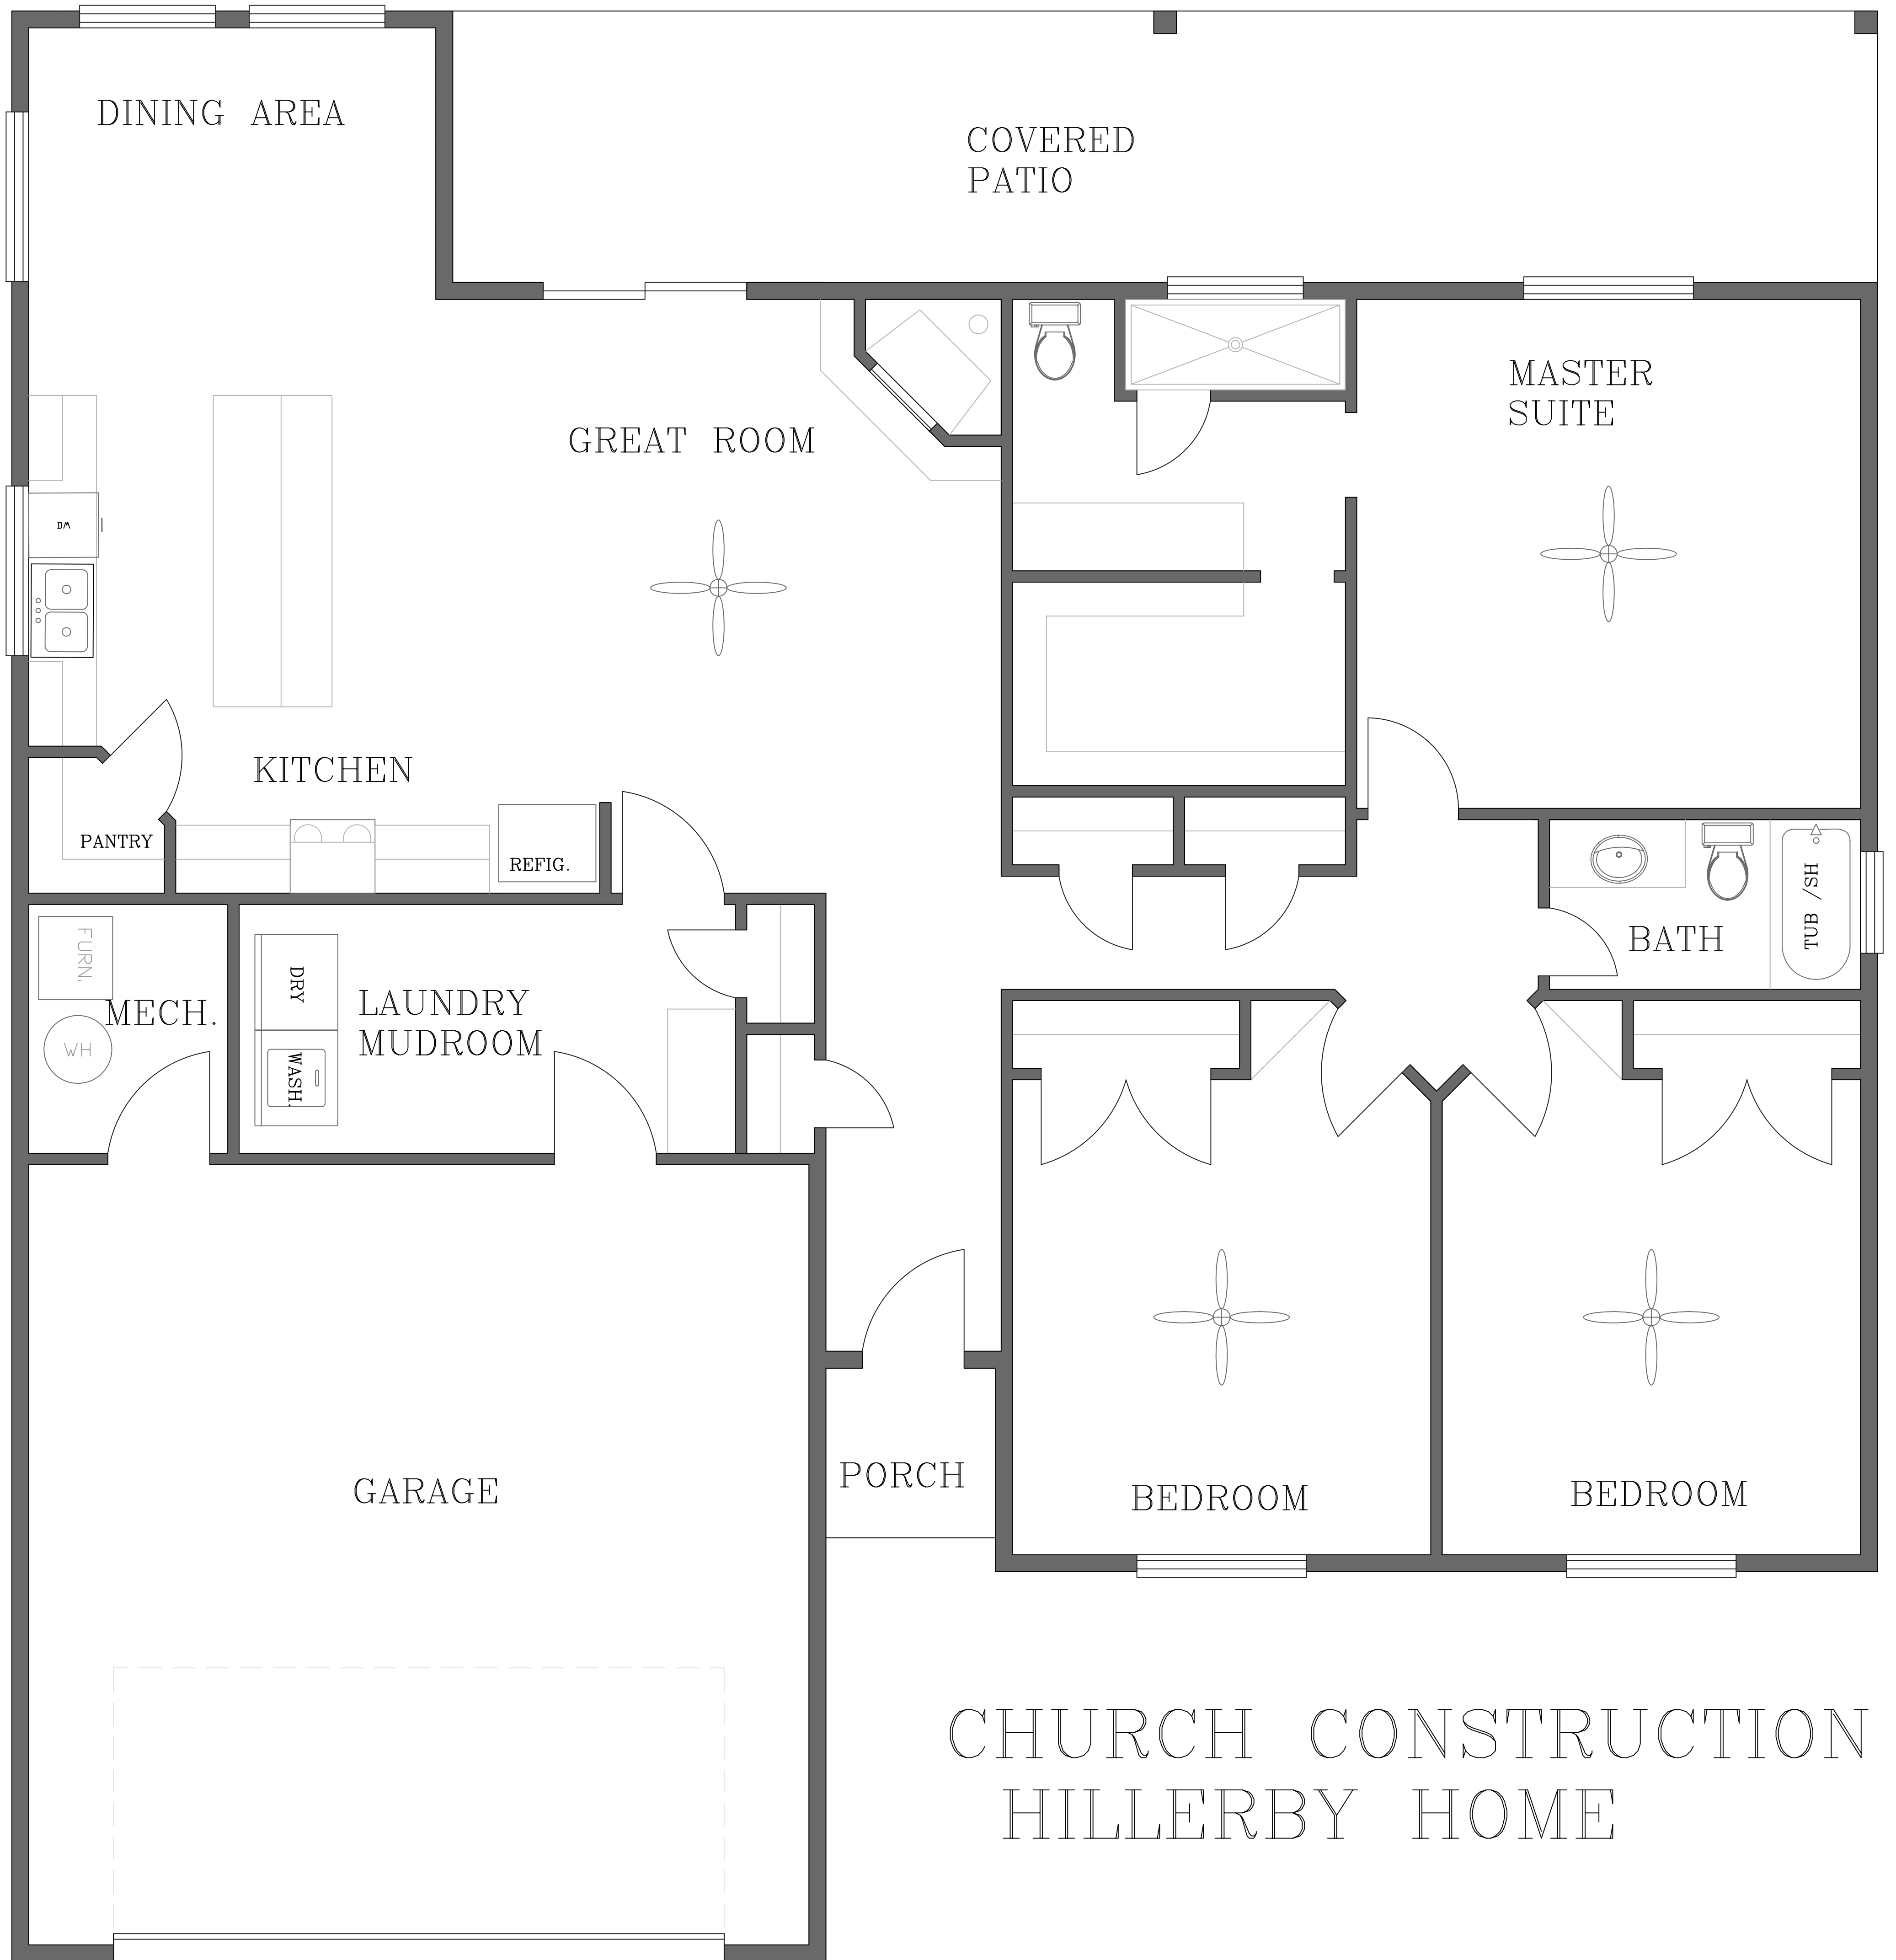 DINING AREA
COVERED
PATIO
MASTER
SUITE
GREAT ROOM
DW
KITCHEN
PANTRY
REFIG.
TUB /SH
BATH
FURN.
MECH.
WH
DRY
WASH.
LAUNDRY
MUDROOM
PORCH
GARAGE
BEDROOM
BEDROOM
CHURCH CONSTRUCTION
HILLERBY HOME